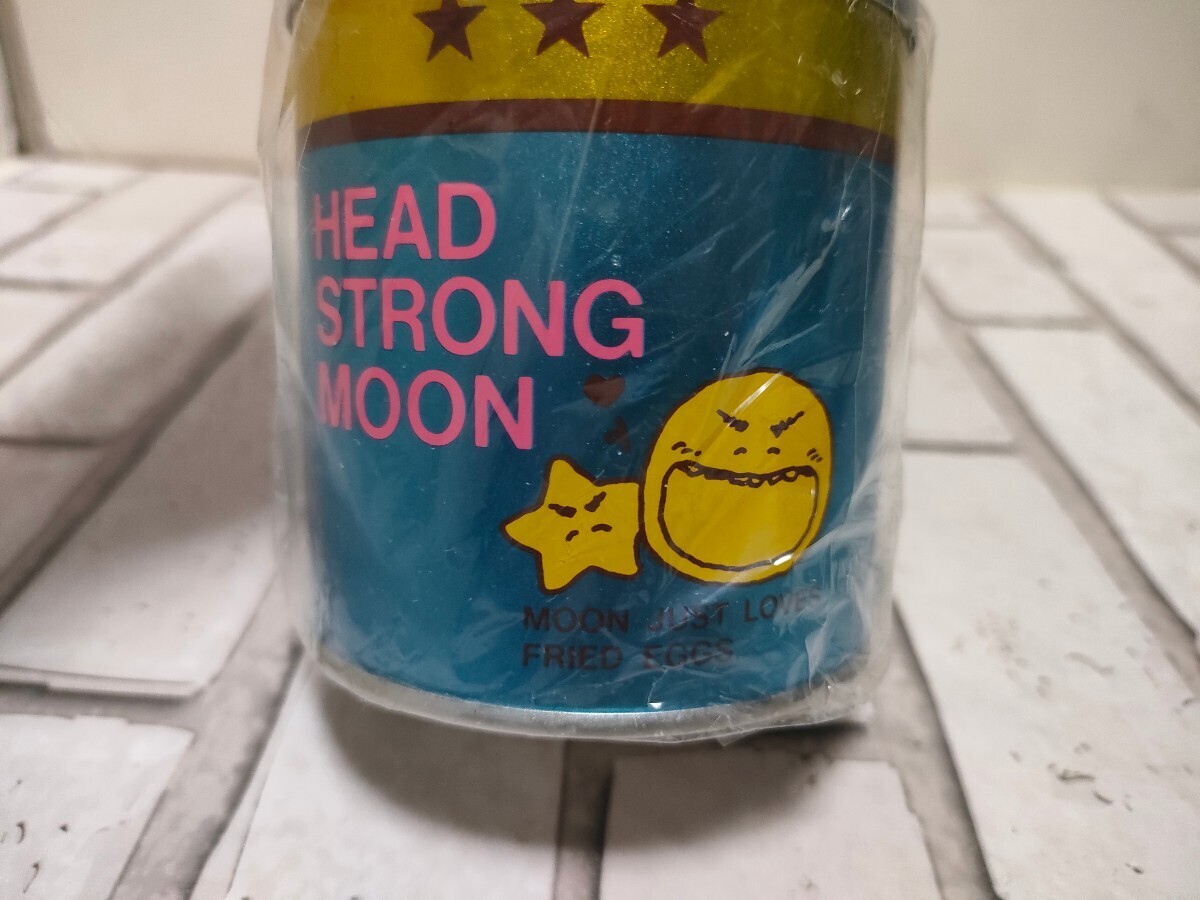 HEAD
STRONG
MOON
MOON JUST LOVES
FRIED EGGS